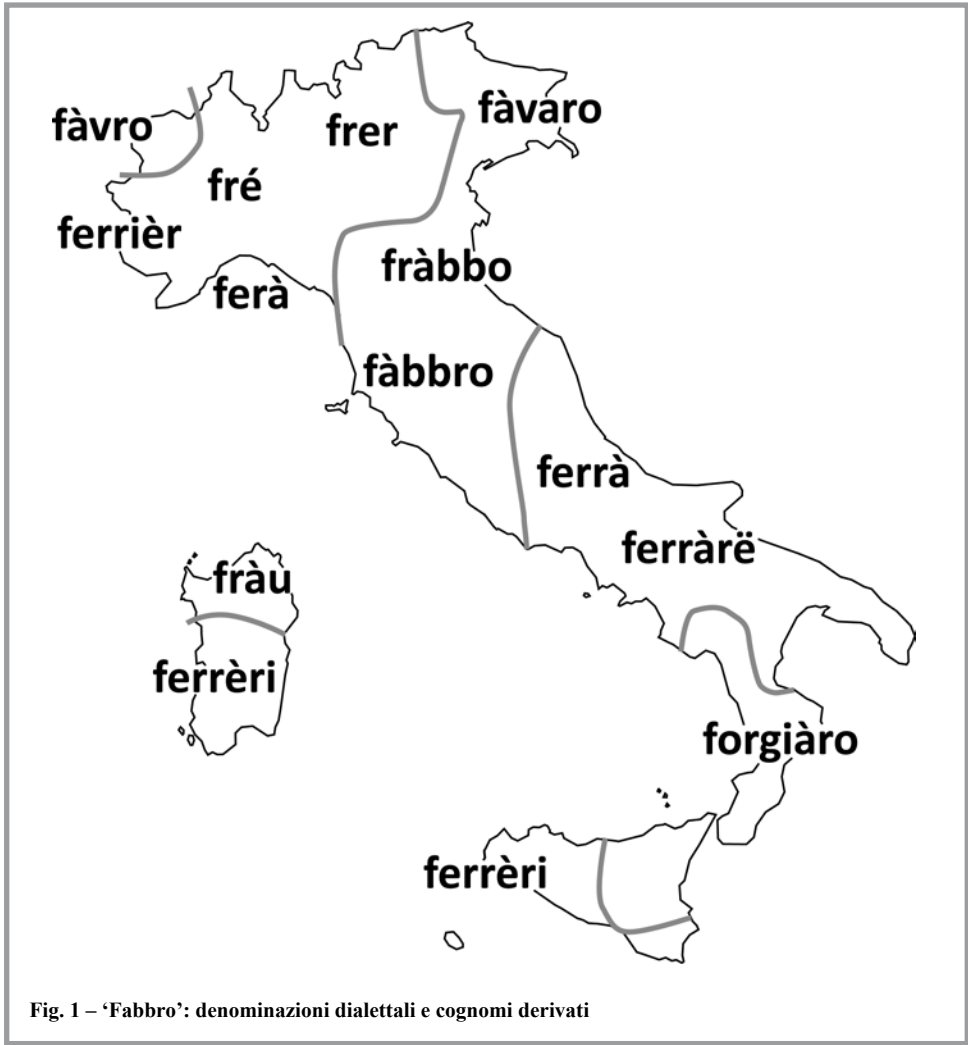 fàvro
frer
fàvaro
fré
ferrièr
fràbbo
ferà
fàbbro
ferrà
ferràrë
fràu
ferrèri
forgiàro
ferrèri
Fig. 1 – ‘Fabbro’: denominazioni dialettali e cognomi derivati